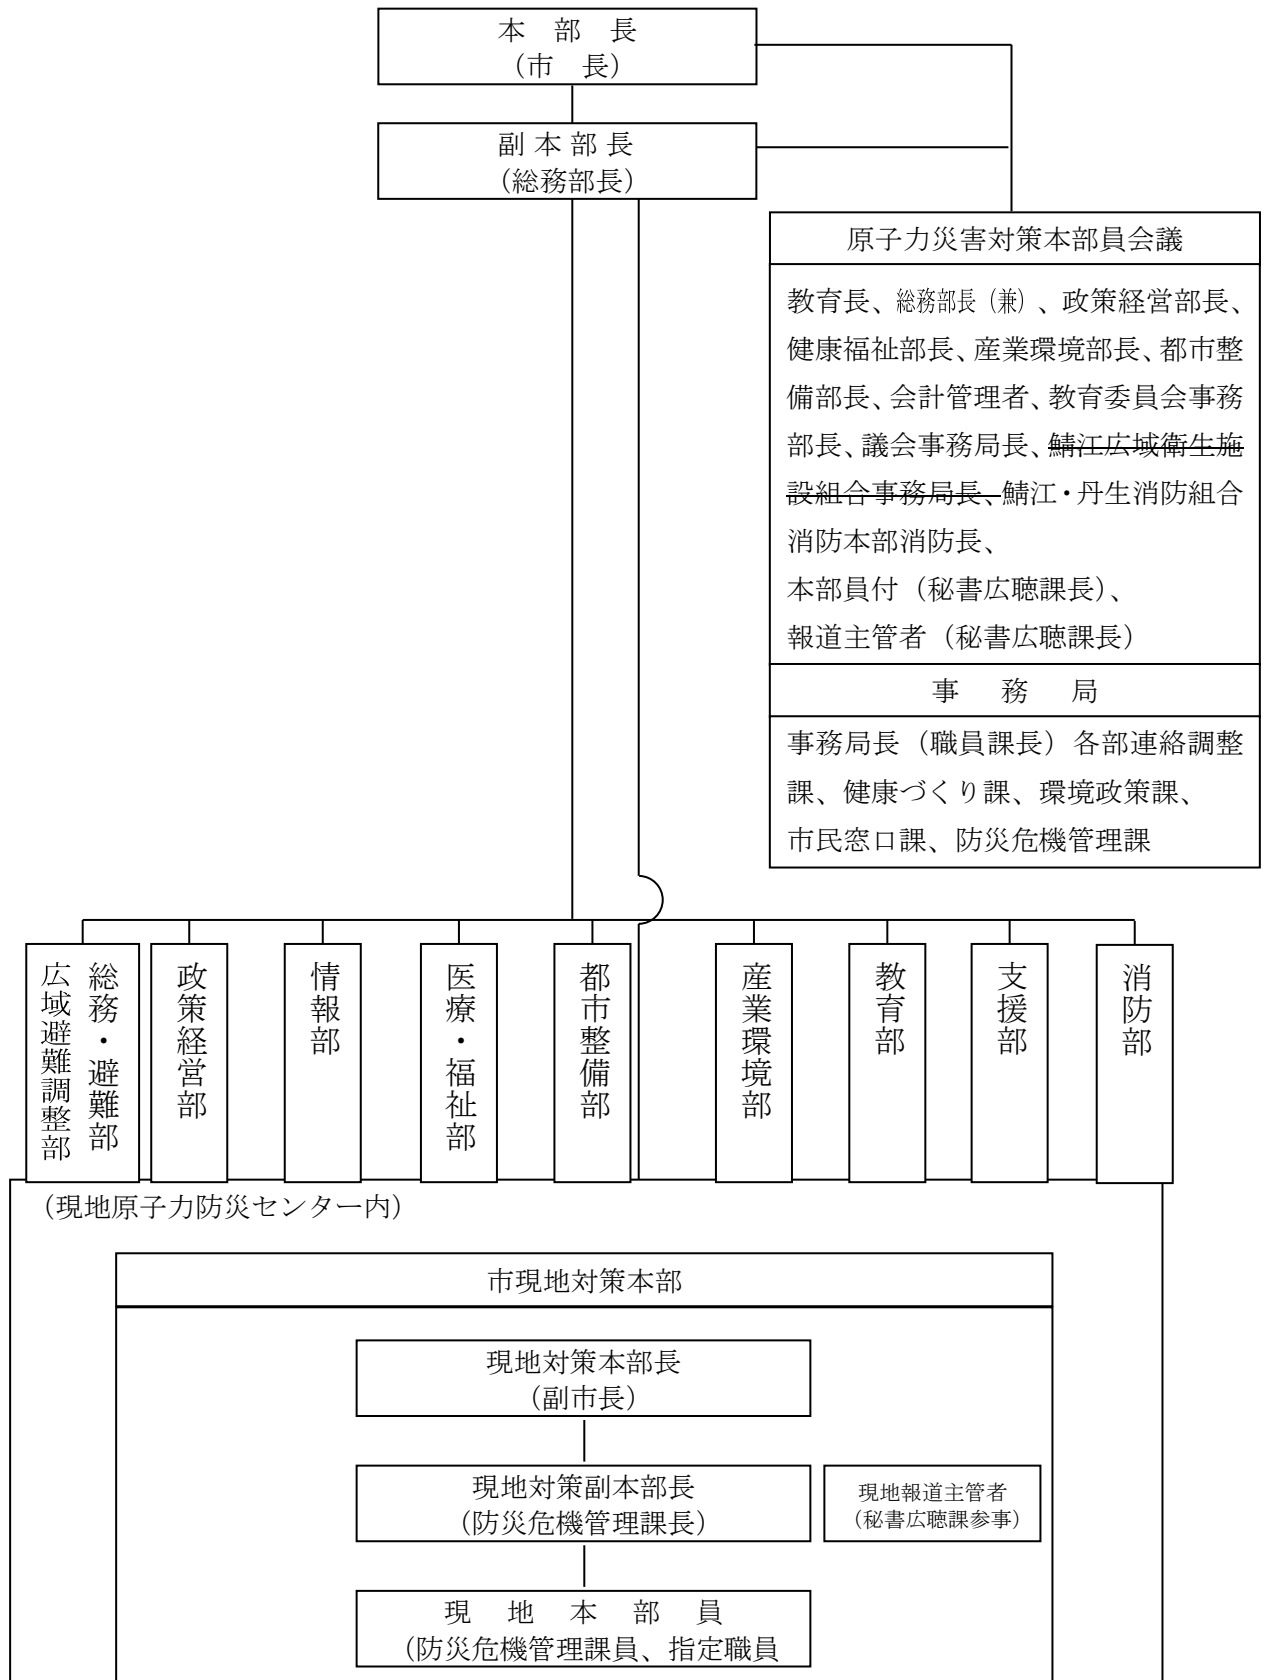 本　部　長
（市　長）
副 本 部 長
（総務部長）
原子力災害対策本部員会議
教育長、総務部長（兼）、政策経営部長、
健康福祉部長、産業環境部長、都市整
備部長、会計管理者、教育委員会事務
部長、議会事務局長、鯖江広域衛生施
設組合事務局長、鯖江・丹生消防組合
消防本部消防長、
本部員付（秘書広聴課長）、
報道主管者（秘書広聴課長）
事　務　局
事務局長（職員課長）各部連絡調整
課、健康づくり課、環境政策課、
市民窓口課、防災危機管理課
総務・避難部
広域避難調整部
政策経営部
情報部
医療・福祉部
都市整備部
産業環境部
教育部
支援部
消防部
（現地原子力防災センター内）
市現地対策本部
現地対策本部長
（副市長）
現地対策副本部長
（防災危機管理課長）
現地報道主管者
（秘書広聴課参事）
現　地　本　部　員
（防災危機管理課員、指定職員